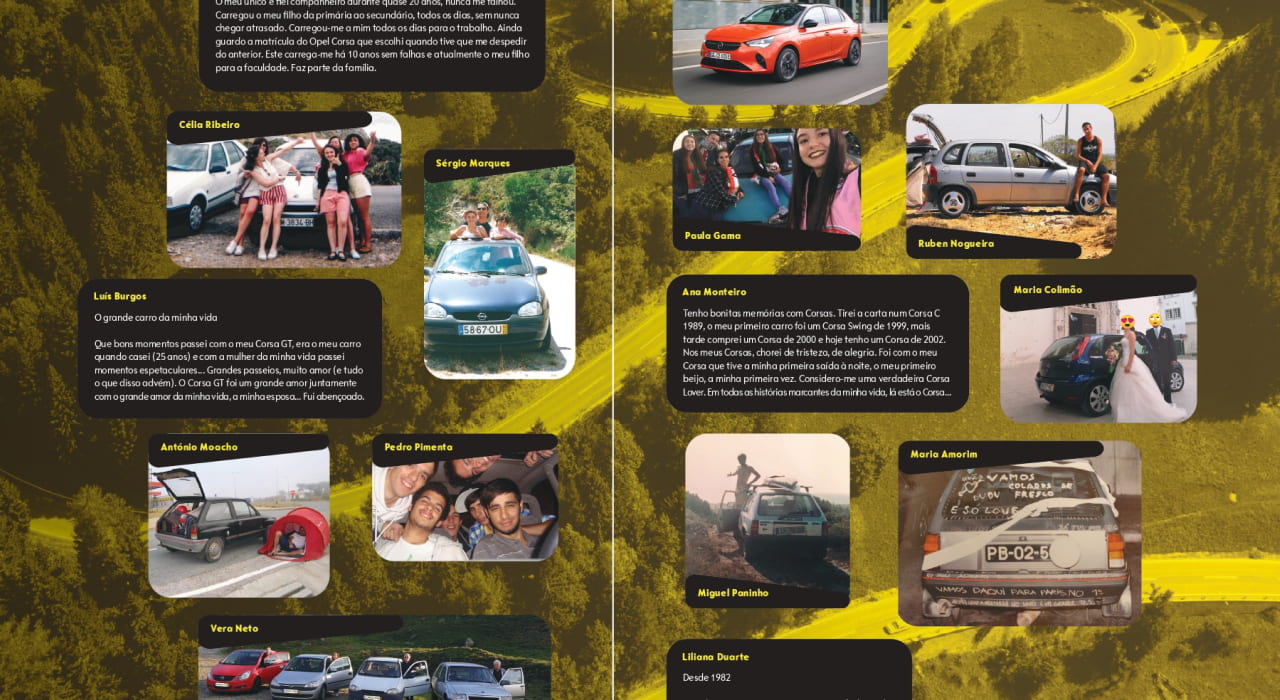 O meu único e fiel companheiro durante quase 20 anos, nunca me falhou.
Carregou o meu filho da primária ao secundário, todos os dias, sem nunca
chegar atrasado. Carregou-me a mim todos os dias para o trabalho. Ainda
guardo a matrícula do Opel Corsa que escolhi quando tive que me despedir
do anterior. Este carrega-me há 10 anos sem falhas e atualmente o meu filho
para a faculdade. Faz parte da família.
Célia Ribeiro
Sérgio Marques
58-67-OU
Luís Burgos
O grande carro da minha vida
Que bons momentos passei com o meu Corsa GT, era o meu carro
quando casei (25 anos) e com a mulher da minha vida passei
momentos espetaculares... Grandes passeios, muito amor (e tudo
o que disso advém). O Corsa GT foi um grande amor juntamente
com o grande amor da minha vida, a minha esposa... Fui abençoado.
António Moacho
Pedro Pimenta
Vera Neto
Paula Gama
Ruben Nogueira
Ana Monteiro
Tenho bonitas memórias com Corsas. Tirei a carta num Corsa C
1989, o meu primeiro carro foi um Corsa Swing de 1999, mais
tarde comprei um Corsa de 2000 e hoje tenho um Corsa de 2002.
Nos meus Corsas, chorei de tristeza, de alegria. Foi com o meu
Corsa que tive a minha primeira saída à noite, o meu primeiro
beijo, a minha primeira vez. Considero-me uma verdadeira Corsa
Lover. Em todas as histórias marcantes da minha vida, lá está o Corsa...
Maria Colimão
Miguel Paninho
Maria Amorim
VAMOS
COLADOS DE
FRESCO
E SÓ LOVE
PB-02-5
VAMOS DAQUI PARA PARIS NO 1º
Liliana Duarte
Desde 1982